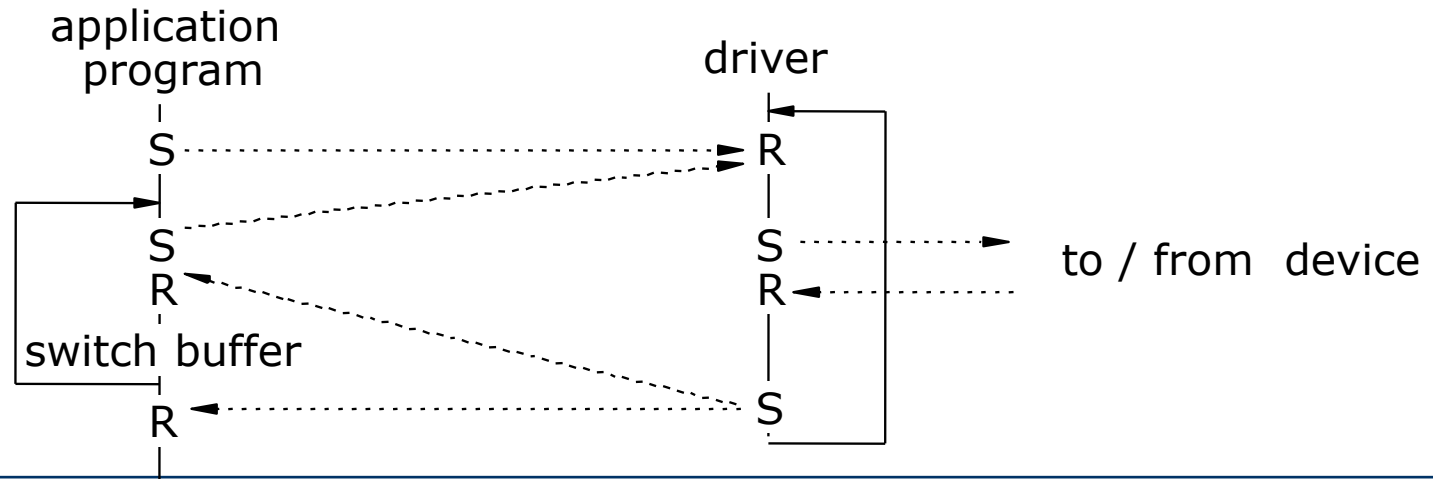 application
program
driver
S
R
S
R
S
R
to / from device
switch buffer
R
S